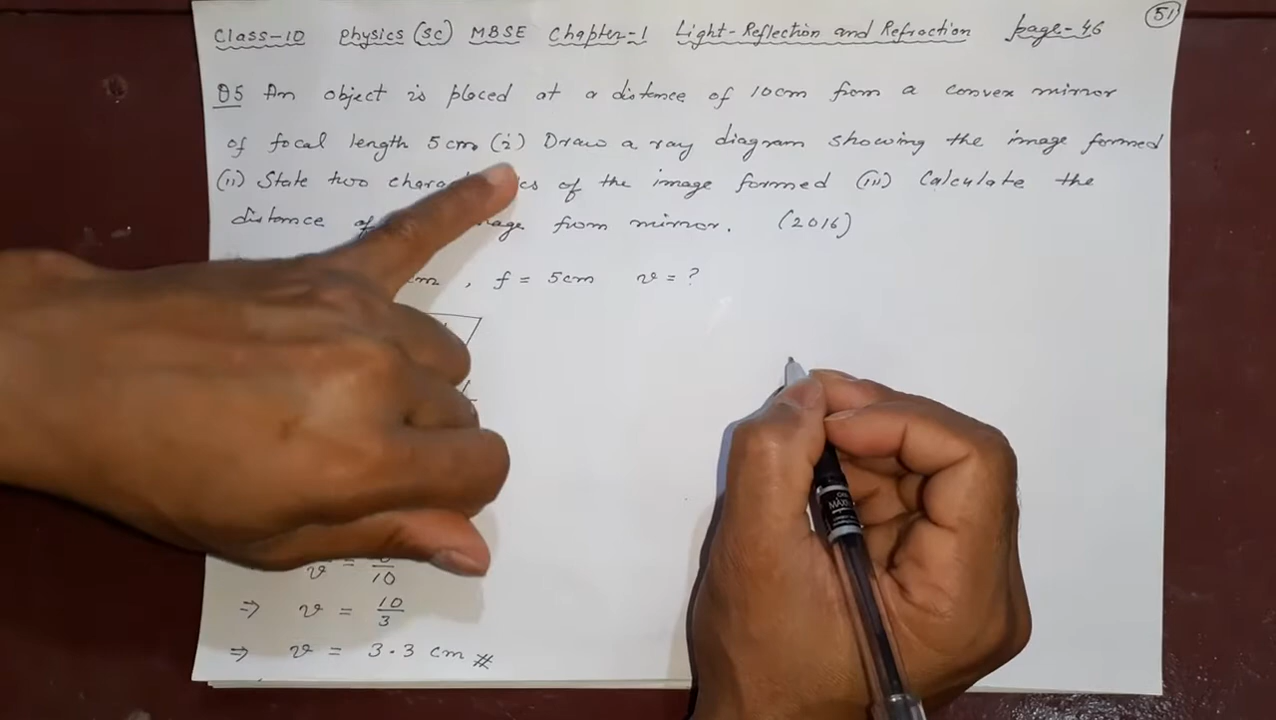 51
Class-10 Physics (SC) MBSE Chapter-1 Light-Reflection and Refraction page-46
Q5 An object is placed at a distance of 10cm from a convex mirror
of focal length 5cm (i) Draw a ray diagram showing the image formed
(ii) State two of the image formed (iii) Calculate the
distance from mirror. (2016)
, f = 5cm v = ?
v = /10
⇒ v = 10/3
⇒ v = 3.3 cm #